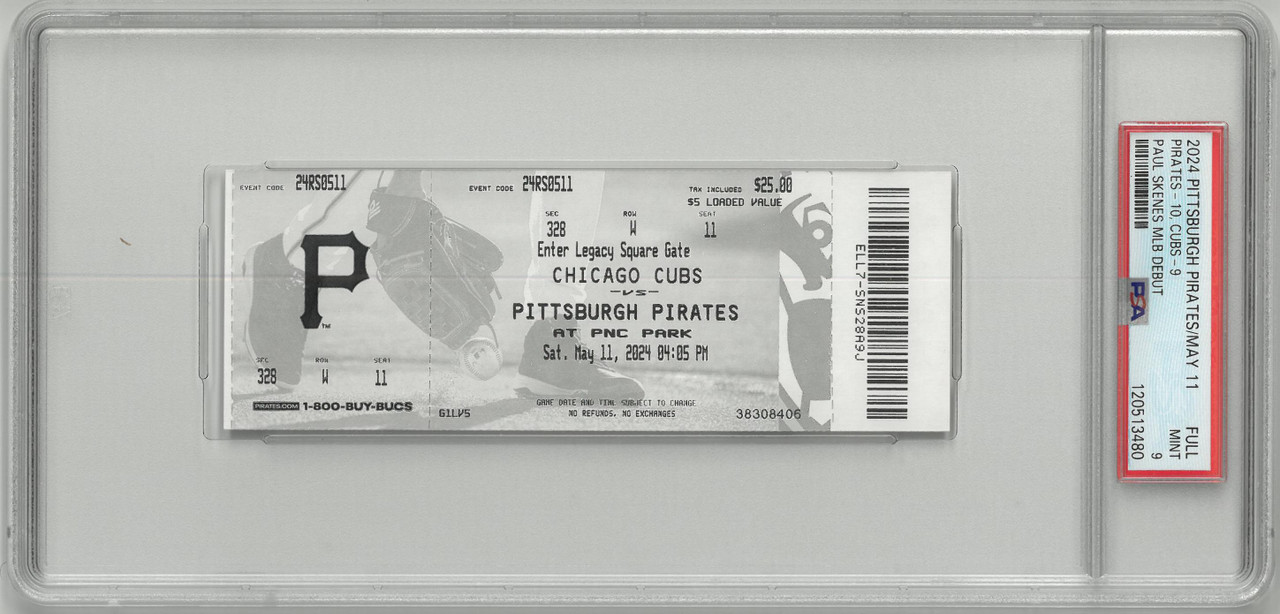 EVENT CODE 24RS0511
P
TM
SEC ROW SEAT
328 W 11
PIRATES.COM 1-800-BUY-BUCS
EVENT CODE 24RS0511
TAX INCLUDED $25.00
$5 LOADED VALUE
SEC ROW SEAT
328 W 11
Enter Legacy Square Gate
CHICAGO CUBS
-VS-
PITTSBURGH PIRATES
AT PNC PARK
Sat. May 11, 2024 04:05 PM
GAME DATE AND TIME SUBJECT TO CHANGE
NO REFUNDS. NO EXCHANGES
G1LV5
38308406
ELL7-SNS28A9J
2024 PITTSBURGH PIRATES/MAY 11 FULL
PIRATES - 10, CUBS - 9 MINT
PAUL SKENES MLB DEBUT 9
PSA 120513480